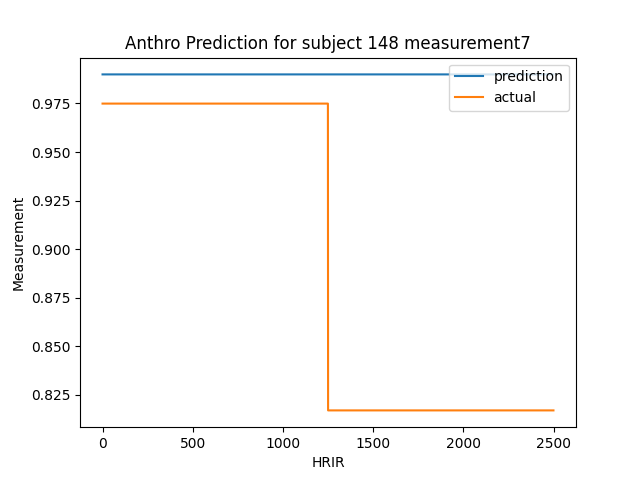 Anthro Prediction for subject 148 measurement7
prediction
actual
0.975
0.950
0.925
0.900
0.875
0.850
0.825
Measurement
0 500 1000 1500 2000 2500
HRIR